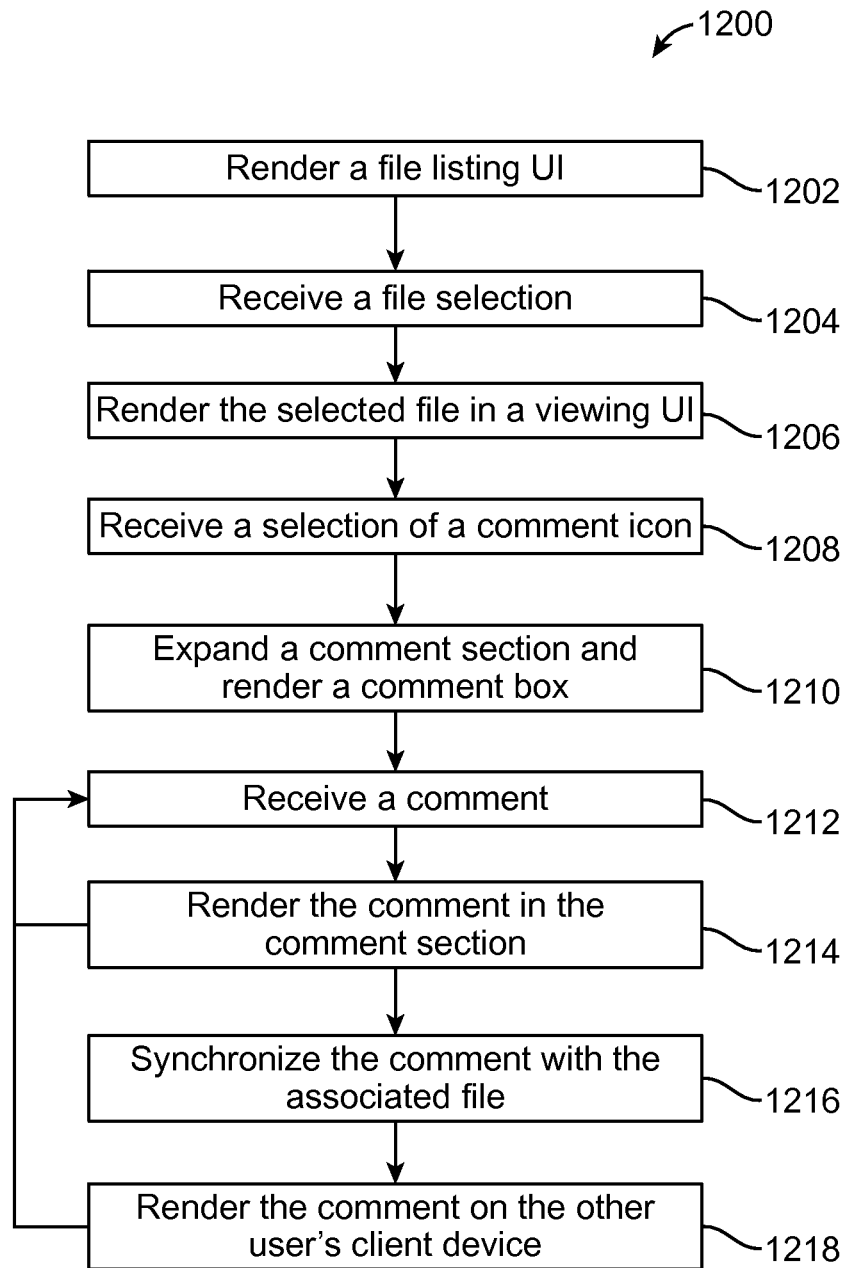 1200
Render a file listing UI
1202
Receive a file selection
1204
Render the selected file in a viewing UI
1206
Receive a selection of a comment icon
1208
Expand a comment section and
render a comment box
1210
Receive a comment
1212
Render the comment in the
comment section
1214
Synchronize the comment with the
associated file
1216
Render the comment on the other
user's client device
1218